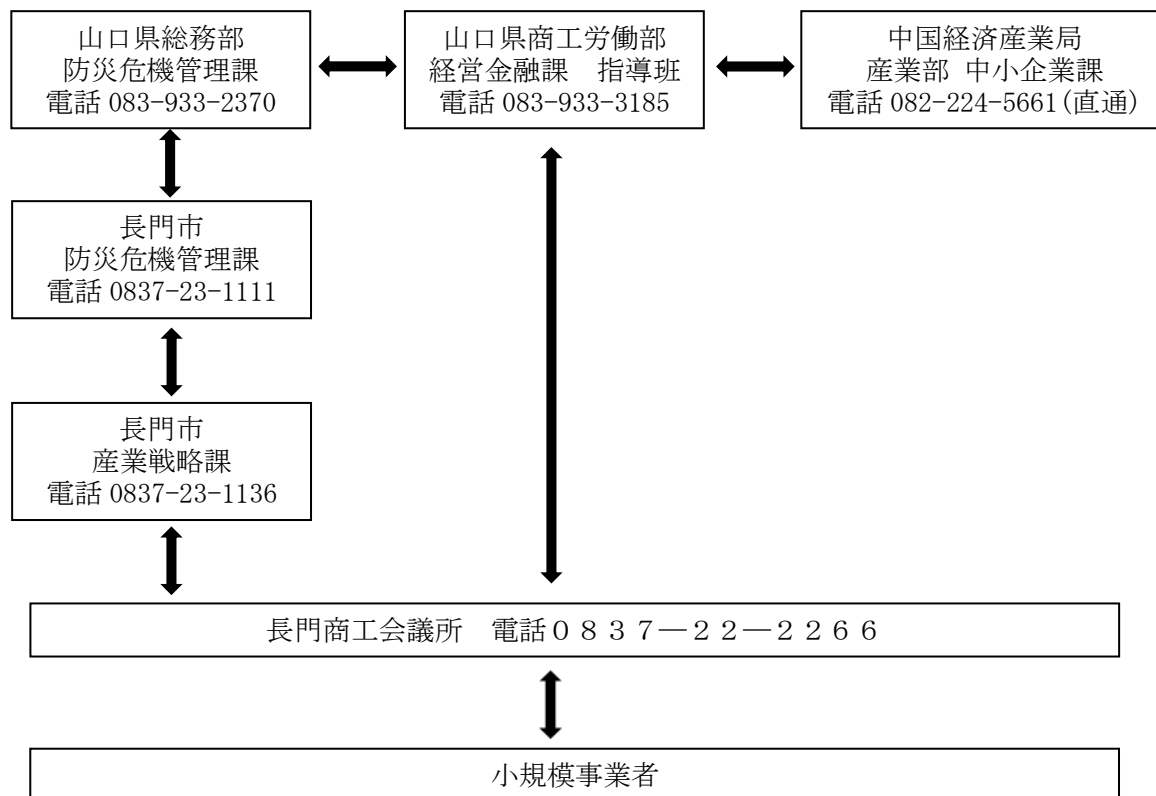 山口県総務部
防災危機管理課
電話 083-933-2370
山口県商工労働部
経営金融課　指導班
電話 083-933-3185
中国経済産業局
産業部 中小企業課
電話 082-224-5661(直通)
長門市
防災危機管理課
電話 0837-23-1111
長門市
産業戦略課
電話 0837-23-1136
長門商工会議所　電話０８３７―２２―２２６６
小規模事業者